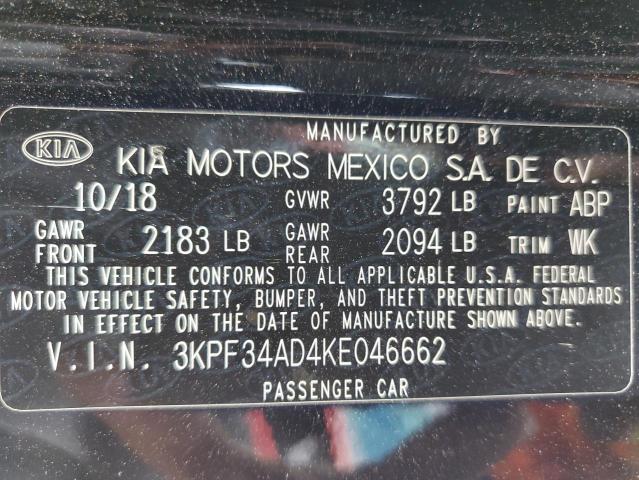 MANUFACTURED BY
KIA KIA MOTORS MEXICO S.A. DE C.V.
10/18 GVWR 3792 LB PAINT ABP
GAWR FRONT 2183 LB GAWR REAR 2094 LB TRIM WK
THIS VEHICLE CONFORMS TO ALL APPLICABLE U.S.A. FEDERAL
MOTOR VEHICLE SAFETY, BUMPER, AND THEFT PREVENTION STANDARDS
IN EFFECT ON THE DATE OF MANUFACTURE SHOWN ABOVE.
V.I.N. 3KPF34AD4KE046662
PASSENGER CAR